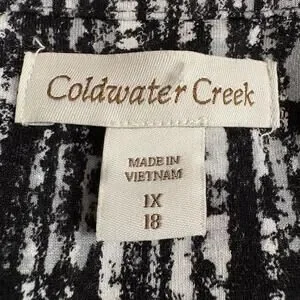 Coldwater Creek
MADE IN
VIETNAM
1X
18